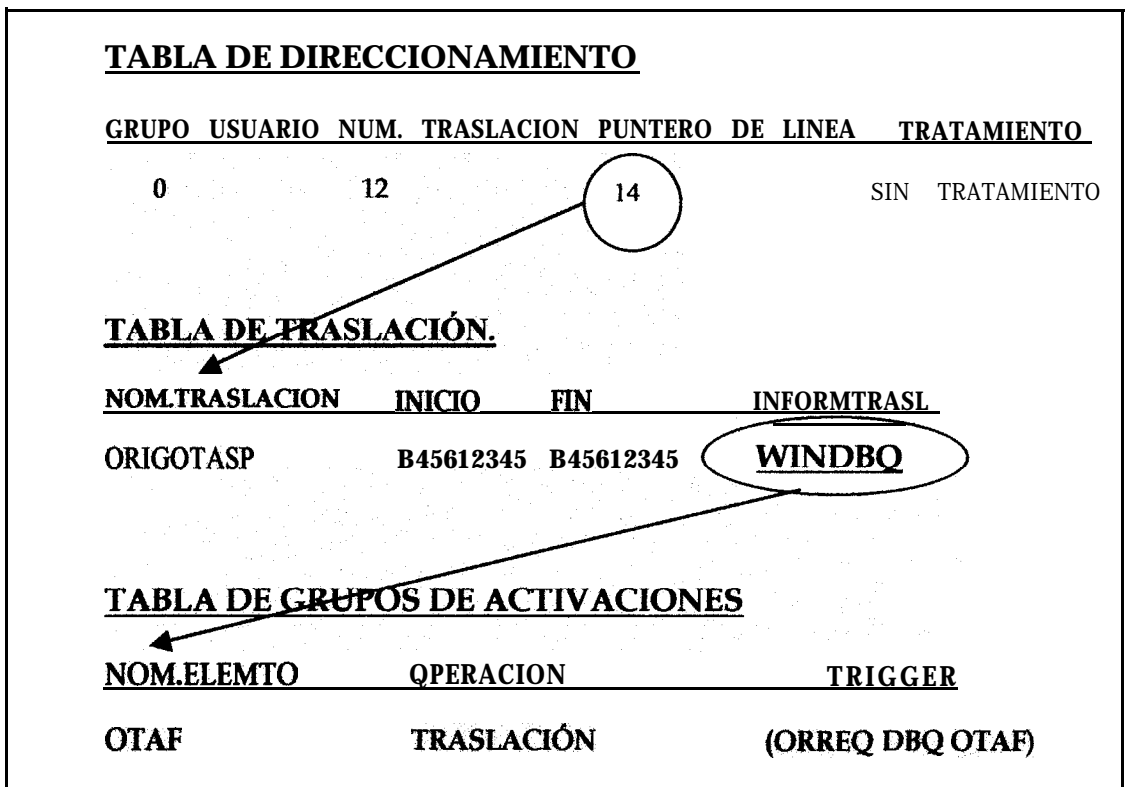 TABLA DE DIRECCIONAMIENTO
GRUPO USUARIO NUM. TRASLACION PUNTERO DE LINEA TRATAMIENTO
0 12 14 SIN TRATAMIENTO
TABLA DE TRASLACIÓN.
NOM.TRASLACION INICIO FIN INFORMTRASL
ORIGOTASP B45612345 B45612345 WINDBQ
TABLA DE GRUPOS DE ACTIVACIONES
NOM.ELEMTO QPERACION TRIGGER
OTAF TRASLACIÓN (ORREQ DBQ OTAF)